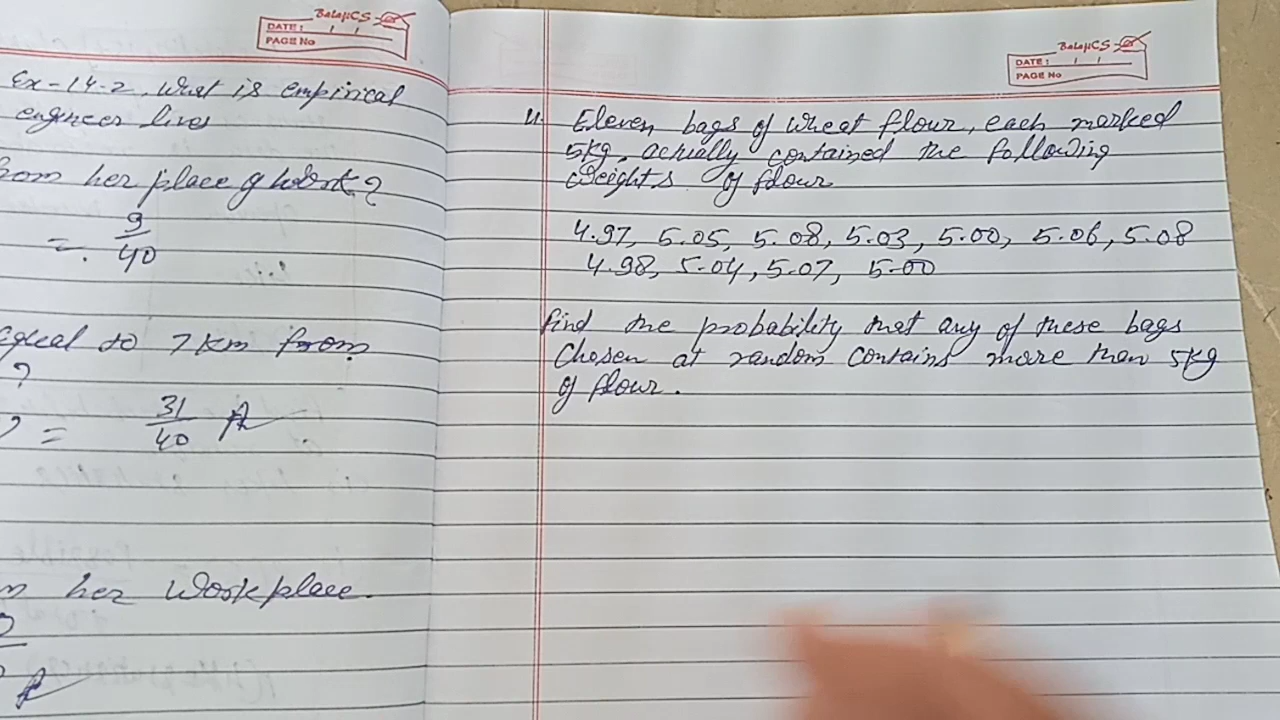 BalajiCS
DATE :
PAGE No
Ex-14.2. What is empirical
engineer lives
from her place of work?
= 9/40
equal to 7 km from
?
? = 31/40 A
her workplace.
BalajiCS
DATE :
PAGE No
4. Eleven bags of wheat flour, each marked
5kg, actually contained the following
weights of flour
4.97, 5.05, 5.08, 5.03, 5.00, 5.06, 5.08
4.98, 5.04, 5.07, 5.00
find the probability that any of these bags
chosen at random contains more than 5kg
of flour.